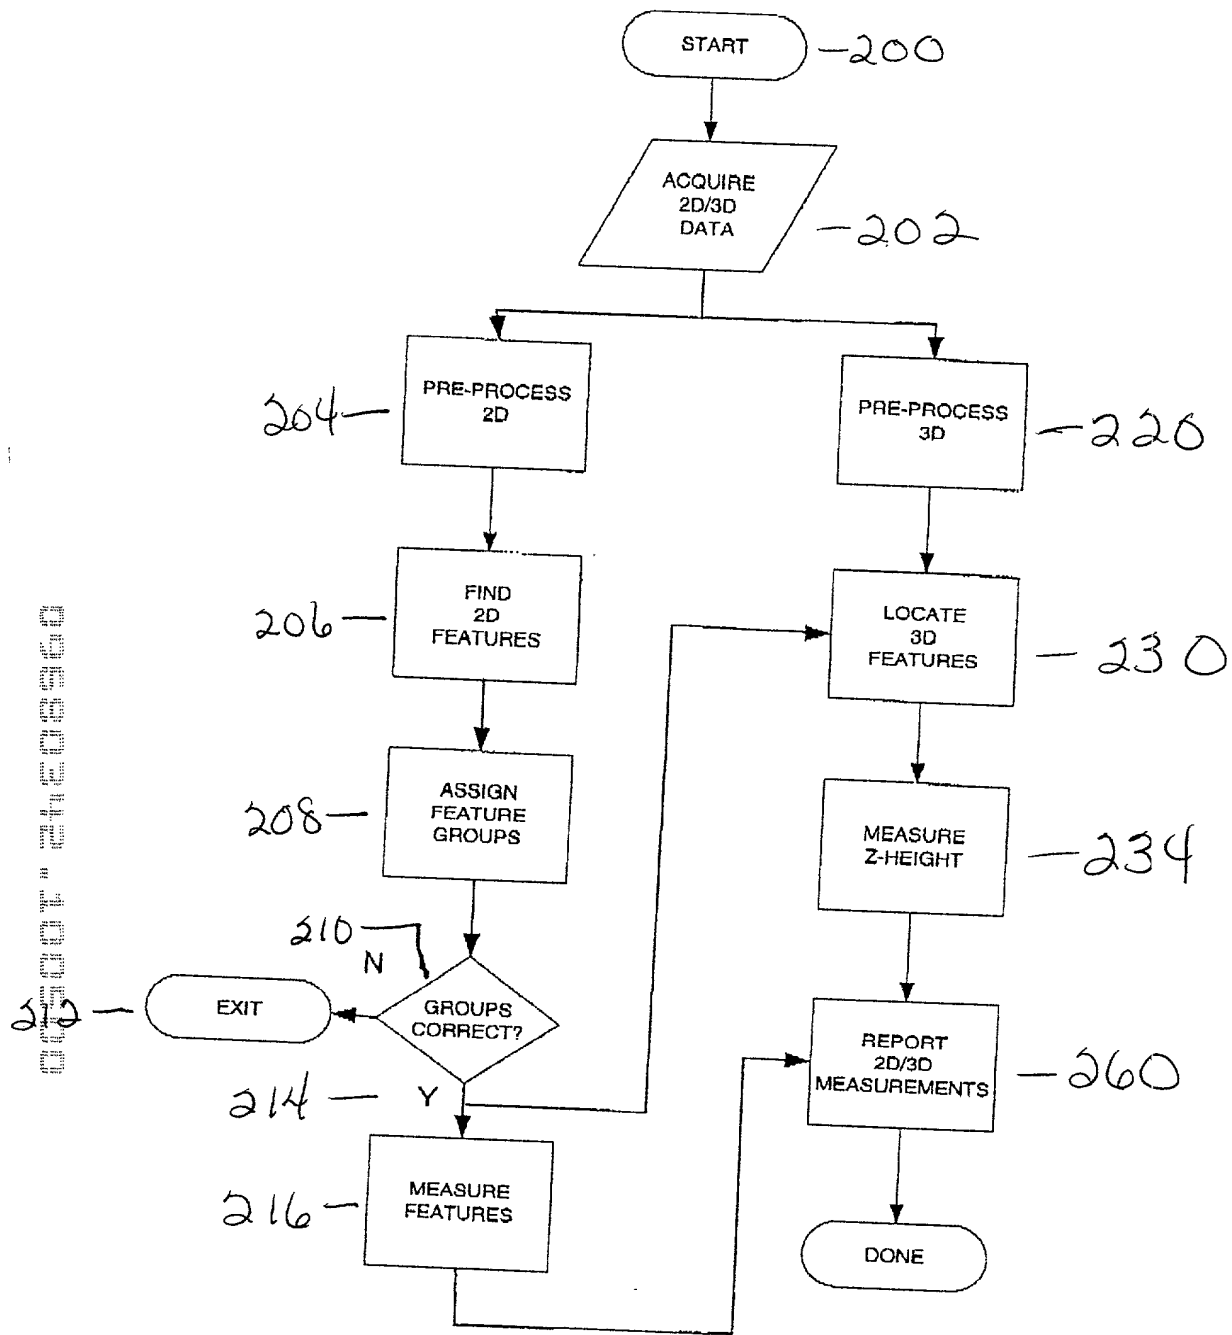 START
200
ACQUIRE
2D/3D
DATA
202
PRE-PROCESS
2D
204
PRE-PROCESS
3D
220
FIND
2D
FEATURES
206
LOCATE
3D
FEATURES
230
ASSIGN
FEATURE
GROUPS
208
MEASURE
Z-HEIGHT
234
210
N
GROUPS
CORRECT?
EXIT
212
214
Y
REPORT
2D/3D
MEASUREMENTS
260
MEASURE
FEATURES
216
DONE